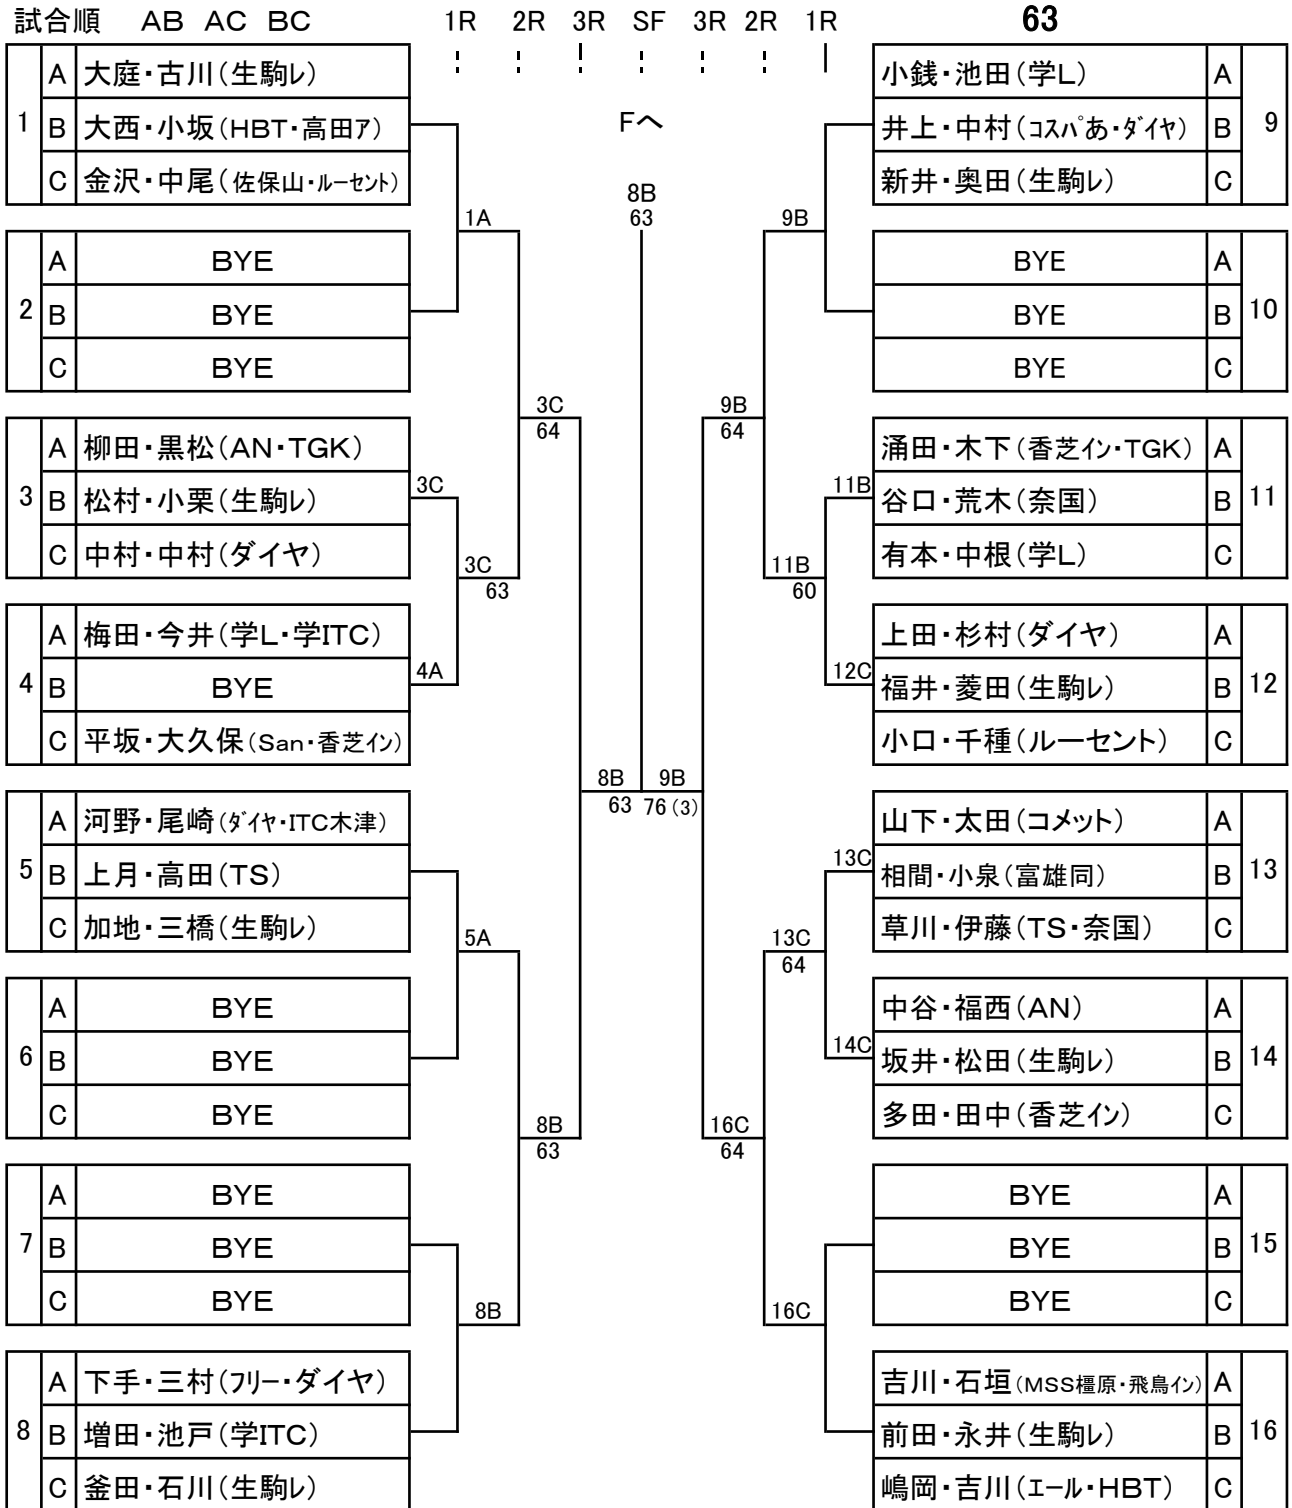 試合順 AB AC BC 1R 2R 3R SF 3R 2R 1R 63
Fへ
8B
63
1
A 大庭・古川(生駒レ)
B 大西・小坂(HBT・高田ア)
C 金沢・中尾(佐保山・ルーセント)
1A
2
A BYE
B BYE
C BYE
3C
64
3
A 柳田・黒松(AN・TGK)
B 松村・小栗(生駒レ)
C 中村・中村(ダイヤ)
3C
3C
63
4
A 梅田・今井(学L・学ITC)
B BYE
C 平坂・大久保(San・香芝イン)
4A
8B
63
5
A 河野・尾崎(ダイヤ・ITC木津)
B 上月・高田(TS)
C 加地・三橋(生駒レ)
5A
6
A BYE
B BYE
C BYE
8B
63
7
A BYE
B BYE
C BYE
8B
8
A 下手・三村(フリー・ダイヤ)
B 増田・池戸(学ITC)
C 釜田・石川(生駒レ)
小銭・池田(学L) A
井上・中村(コスパあ・ダイヤ) B
新井・奥田(生駒レ) C
9
9B
BYE A
BYE B
BYE C
10
9B
64
涌田・木下(香芝イン・TGK) A
谷口・荒木(奈国) B
有本・中根(学L) C
11
11B
11B
60
上田・杉村(ダイヤ) A
福井・菱田(生駒レ) B
小口・千種(ルーセント) C
12
12C
9B
76(3)
山下・太田(コメット) A
相間・小泉(富雄同) B
草川・伊藤(TS・奈国) C
13
13C
13C
64
中谷・福西(AN) A
坂井・松田(生駒レ) B
多田・田中(香芝イン) C
14
14C
16C
64
BYE A
BYE B
BYE C
15
16C
吉川・石垣(MSS橿原・飛鳥イン) A
前田・永井(生駒レ) B
嶋岡・吉川(エール・HBT) C
16